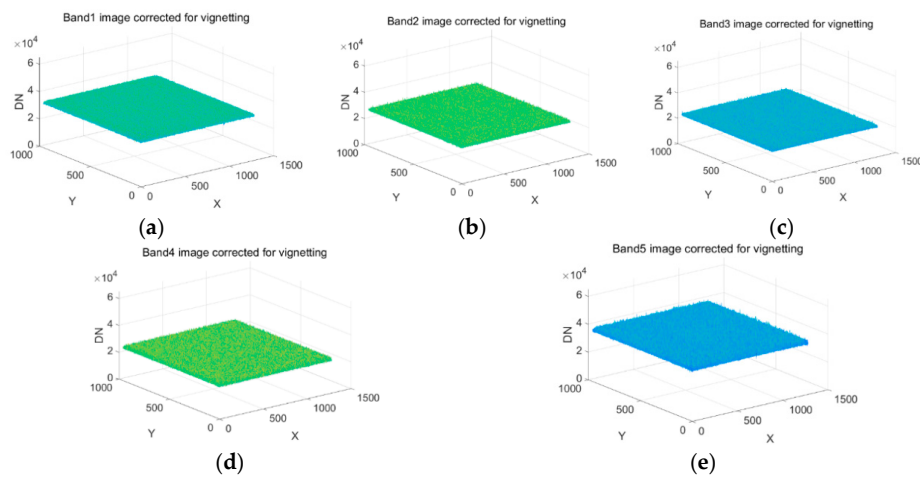 Band1 image corrected for vignetting
×10⁴
6
4
2
0
DN
1000
500
0
Y
0
500
1000
1500
X
(a)
Band2 image corrected for vignetting
×10⁴
6
4
2
0
DN
1000
500
0
Y
0
500
1000
1500
X
(b)
Band3 image corrected for vignetting
×10⁴
6
4
2
0
DN
1000
500
0
Y
0
500
1000
1500
X
(c)
Band4 image corrected for vignetting
×10⁴
6
4
2
0
DN
1000
500
0
Y
0
500
1000
1500
X
(d)
Band5 image corrected for vignetting
×10⁴
6
4
2
0
DN
1000
500
0
Y
0
500
1000
1500
X
(e)